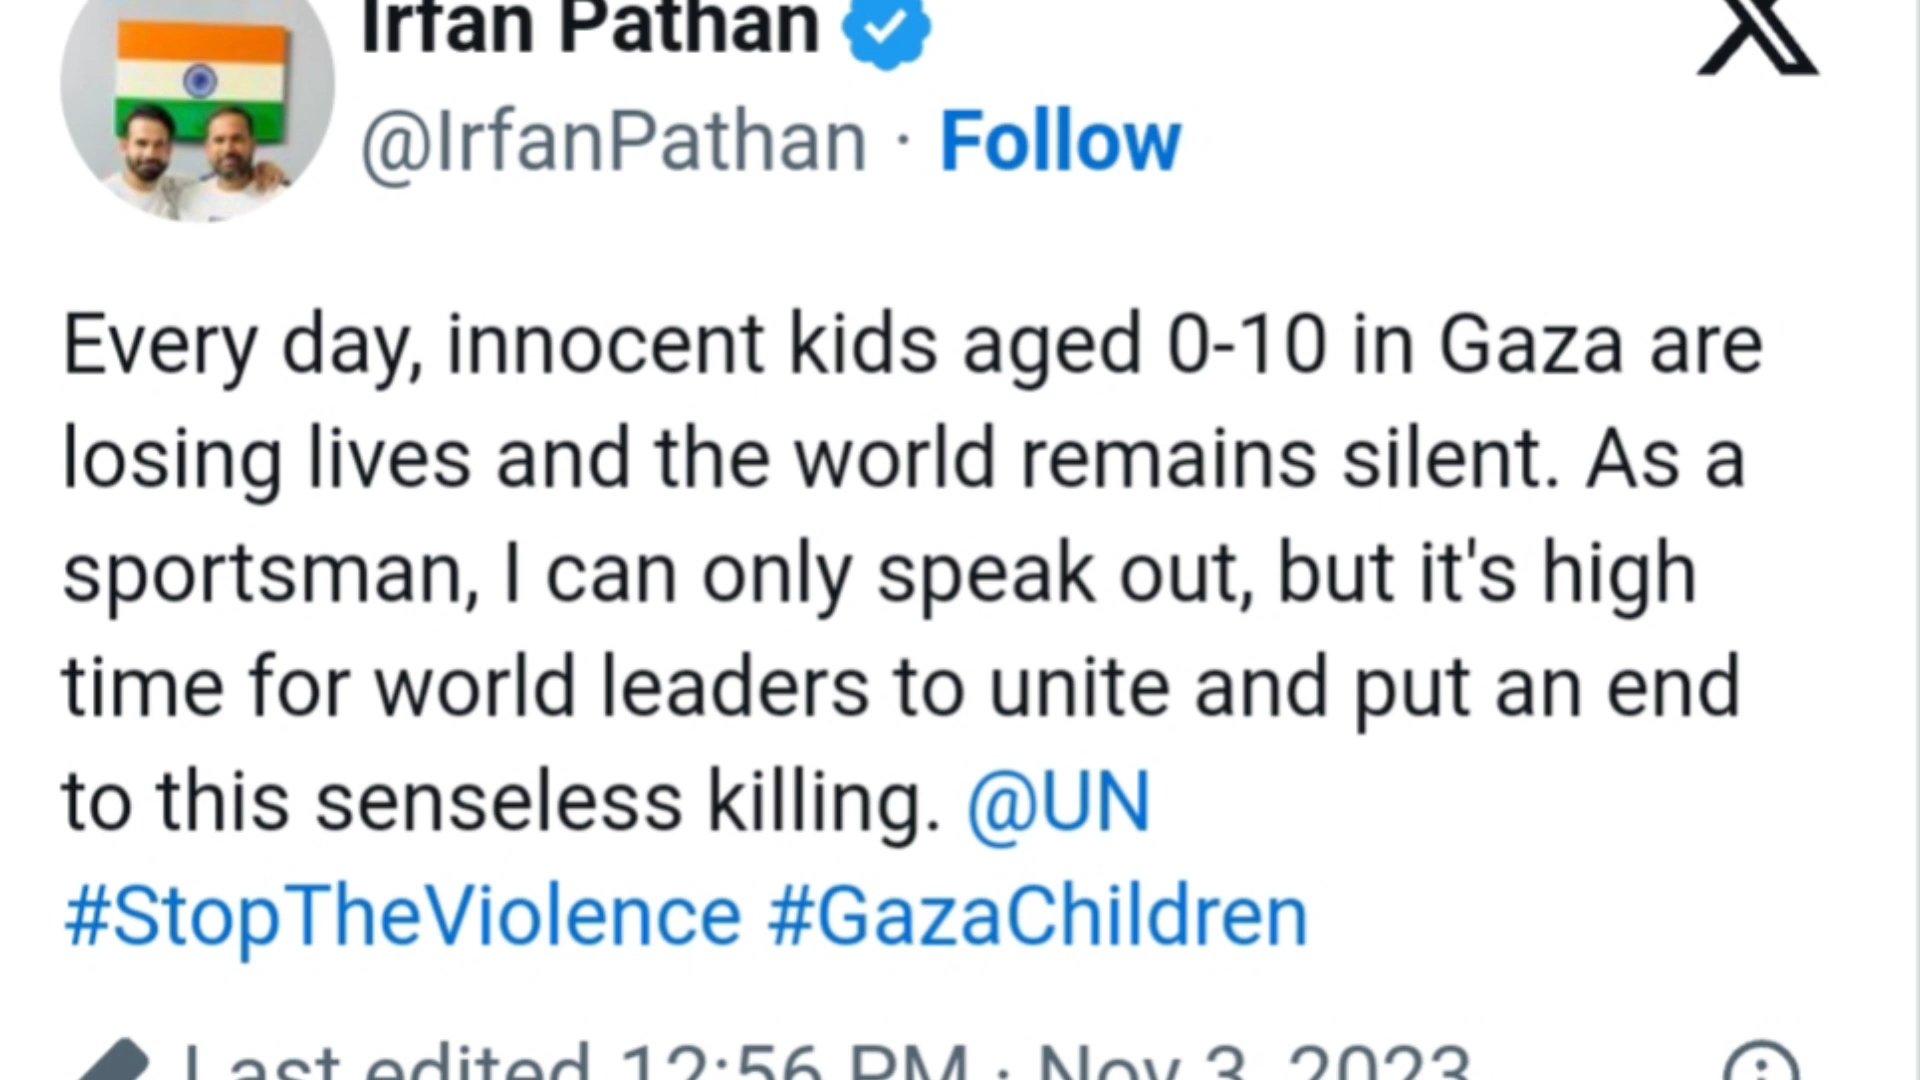 Irfan Pathan
@IrfanPathan · Follow
Every day, innocent kids aged 0-10 in Gaza are
losing lives and the world remains silent. As a
sportsman, I can only speak out, but it's high
time for world leaders to unite and put an end
to this senseless killing. @UN
#StopTheViolence #GazaChildren
Last edited 12:56 PM · Nov 3, 2023